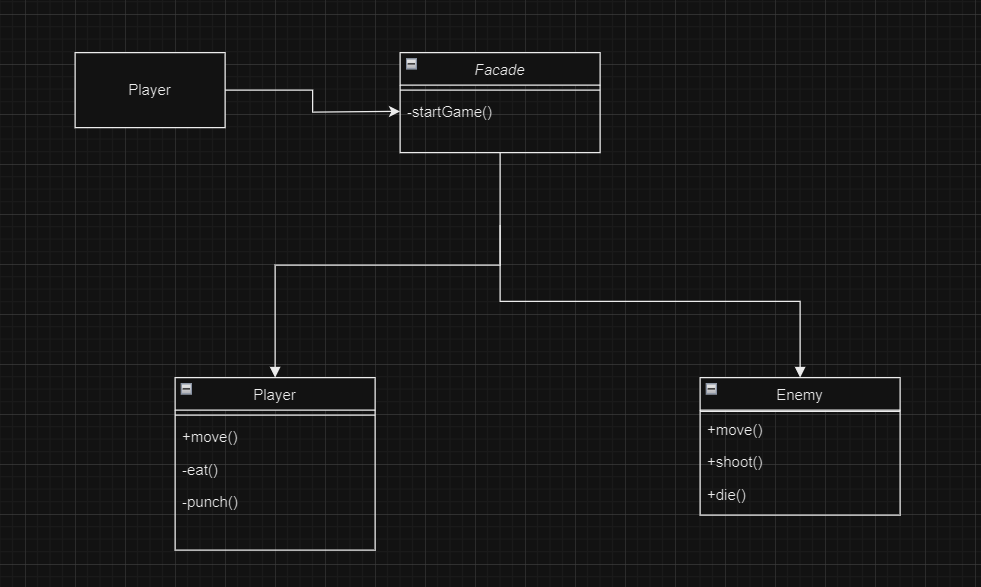 Player
Facade
-startGame()
Player
+move()
-eat()
-punch()
Enemy
+move()
+shoot()
+die()